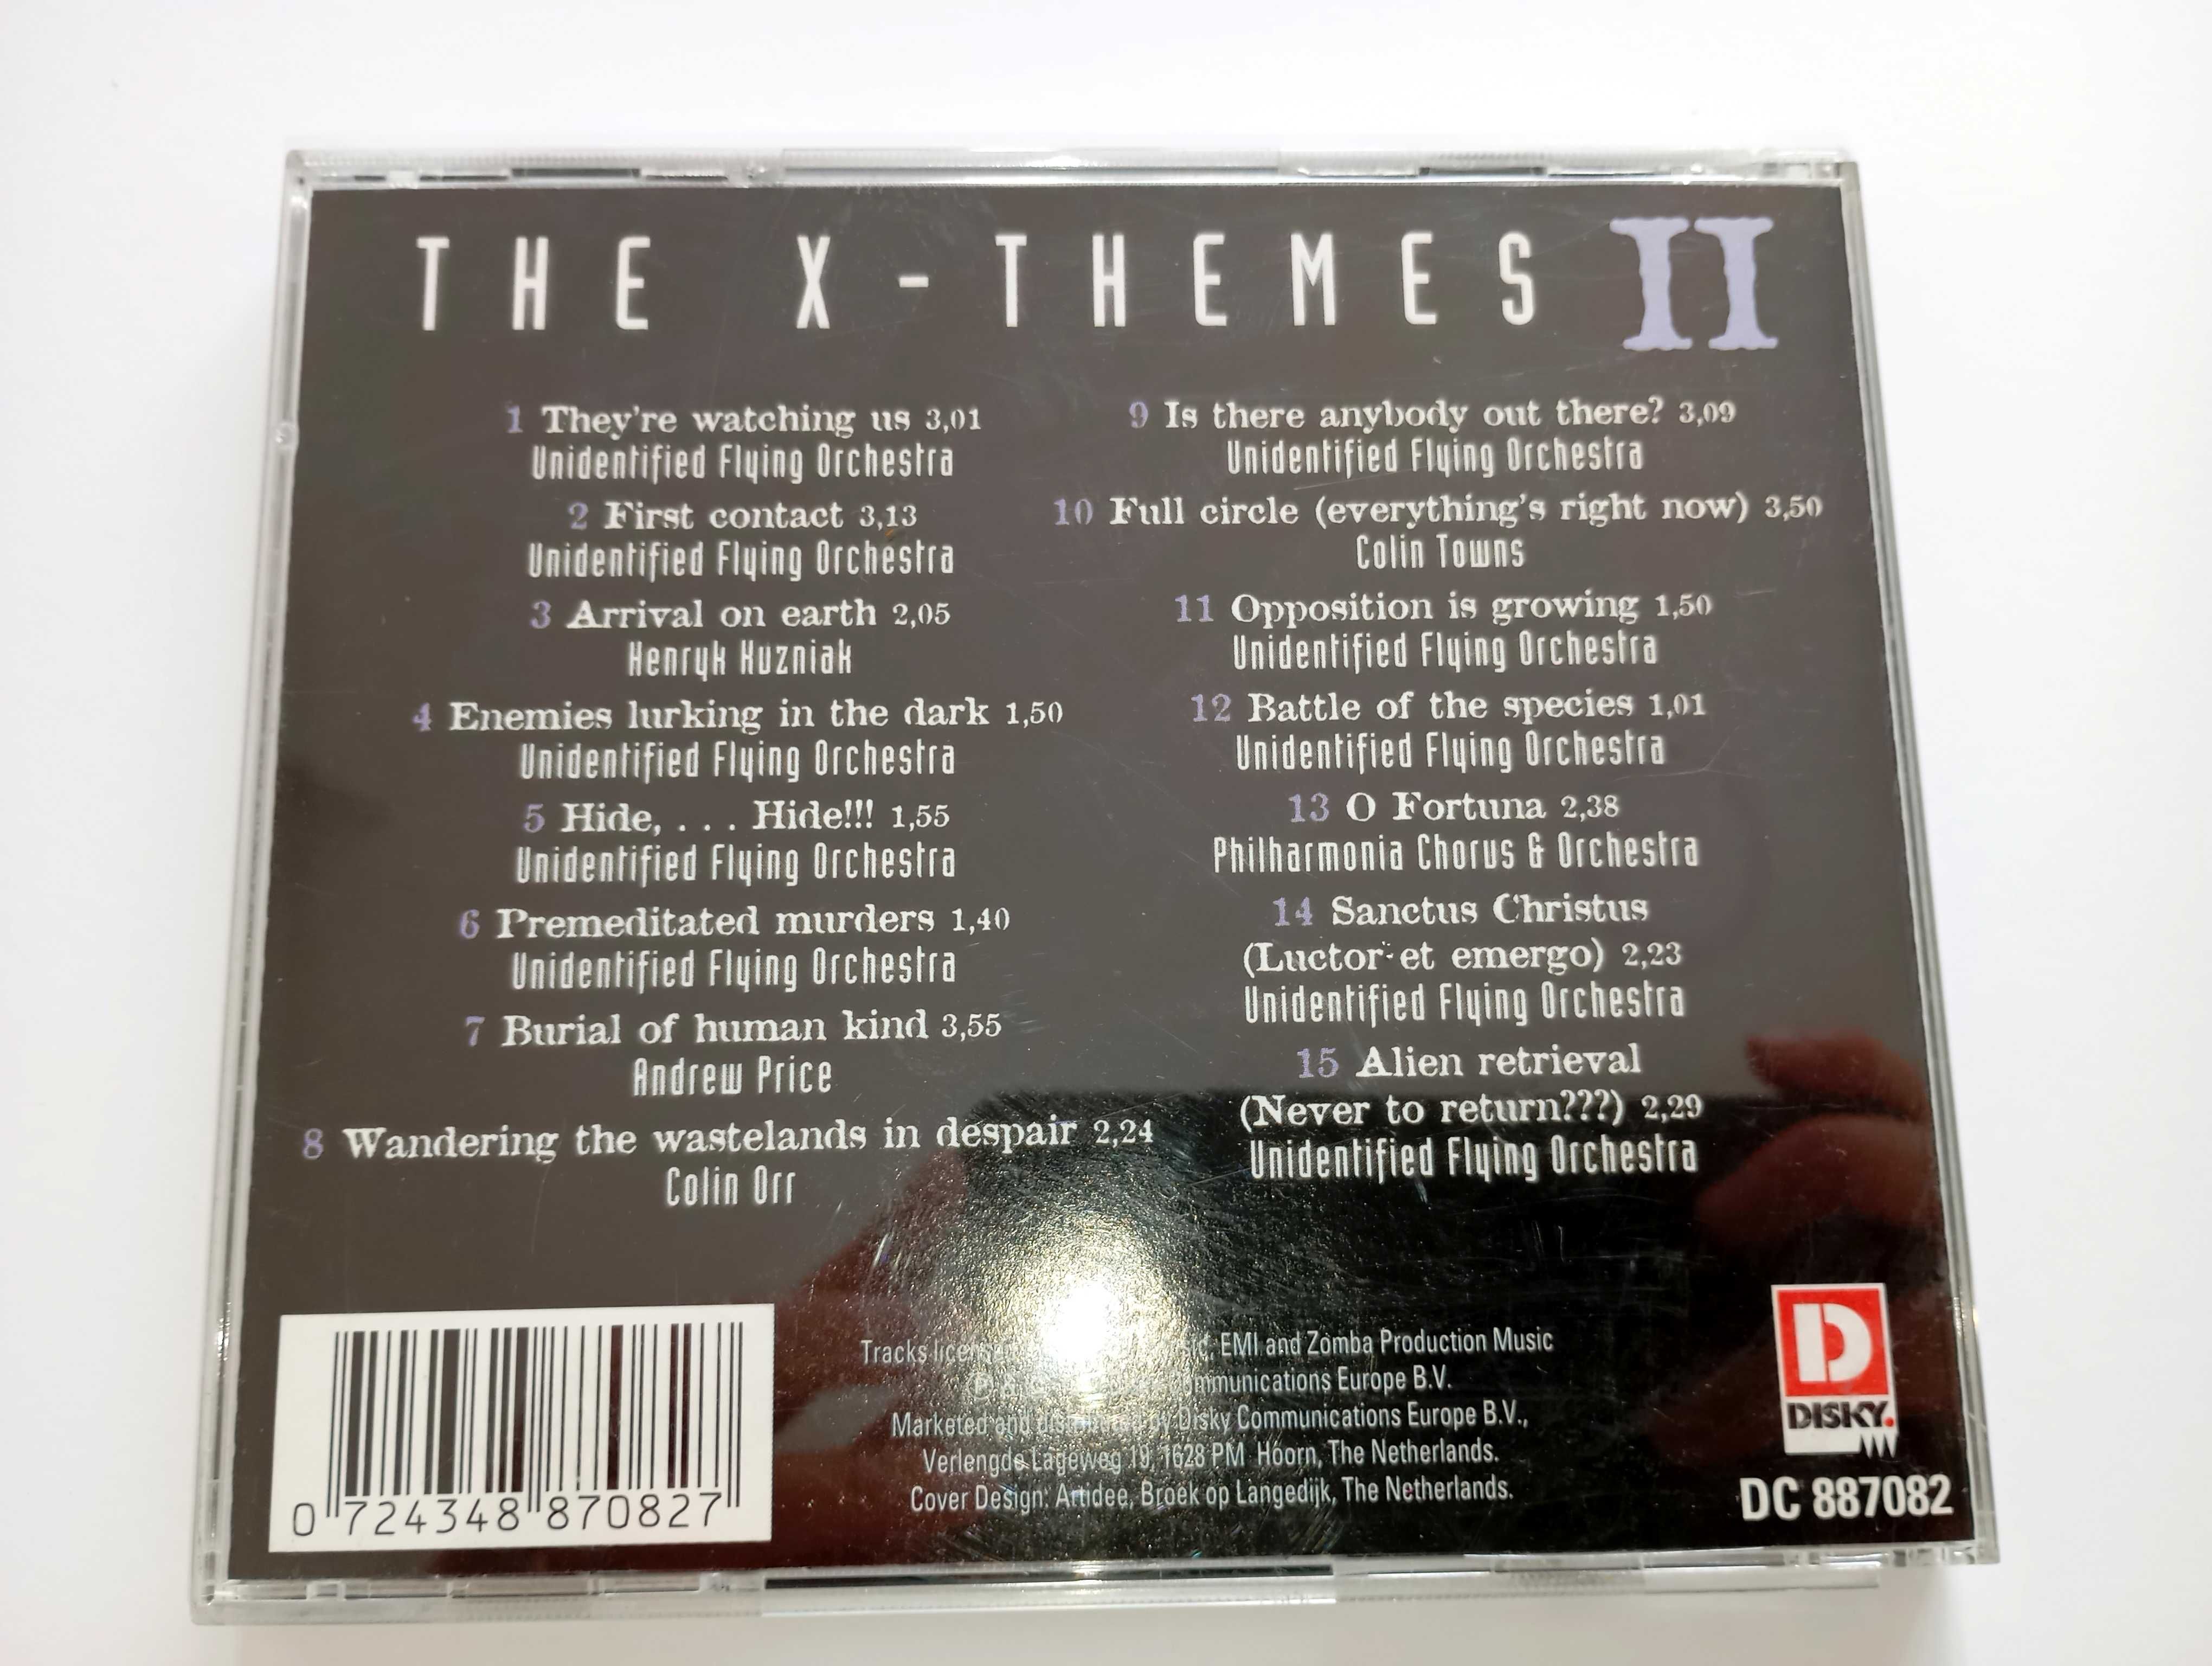 THE X-THEMES II
1 They're watching us 3,01
Unidentified Flying Orchestra
2 First contact 3,13
Unidentified Flying Orchestra
3 Arrival on earth 2,05
Henryk Kuzniak
4 Enemies lurking in the dark 1,50
Unidentified Flying Orchestra
5 Hide, . . . Hide!!! 1,55
Unidentified Flying Orchestra
6 Premeditated murders 1,40
Unidentified Flying Orchestra
7 Burial of human kind 3,55
Andrew Price
8 Wandering the wastelands in despair 2,24
Colin Orr
9 Is there anybody out there? 3,09
Unidentified Flying Orchestra
10 Full circle (everything's right now) 3,50
Colin Towns
11 Opposition is growing 1,50
Unidentified Flying Orchestra
12 Battle of the species 1,01
Unidentified Flying Orchestra
13 O Fortuna 2,38
Philharmonia Chorus & Orchestra
14 Sanctus Christus
(Luctor et emergo) 2,23
Unidentified Flying Orchestra
15 Alien retrieval
(Never to return???) 2,29
Unidentified Flying Orchestra
0 724348 870827
Tracks EMI and Zomba Production Music
Europe B.V.
Marketed and distributed by Disky Communications Europe B.V.,
Verlengde Lageweg 19, 1628 PM Hoorn, The Netherlands.
Cover Design: Artidee, Broek op Langedijk, The Netherlands.
D
DISKY.
DC 887082